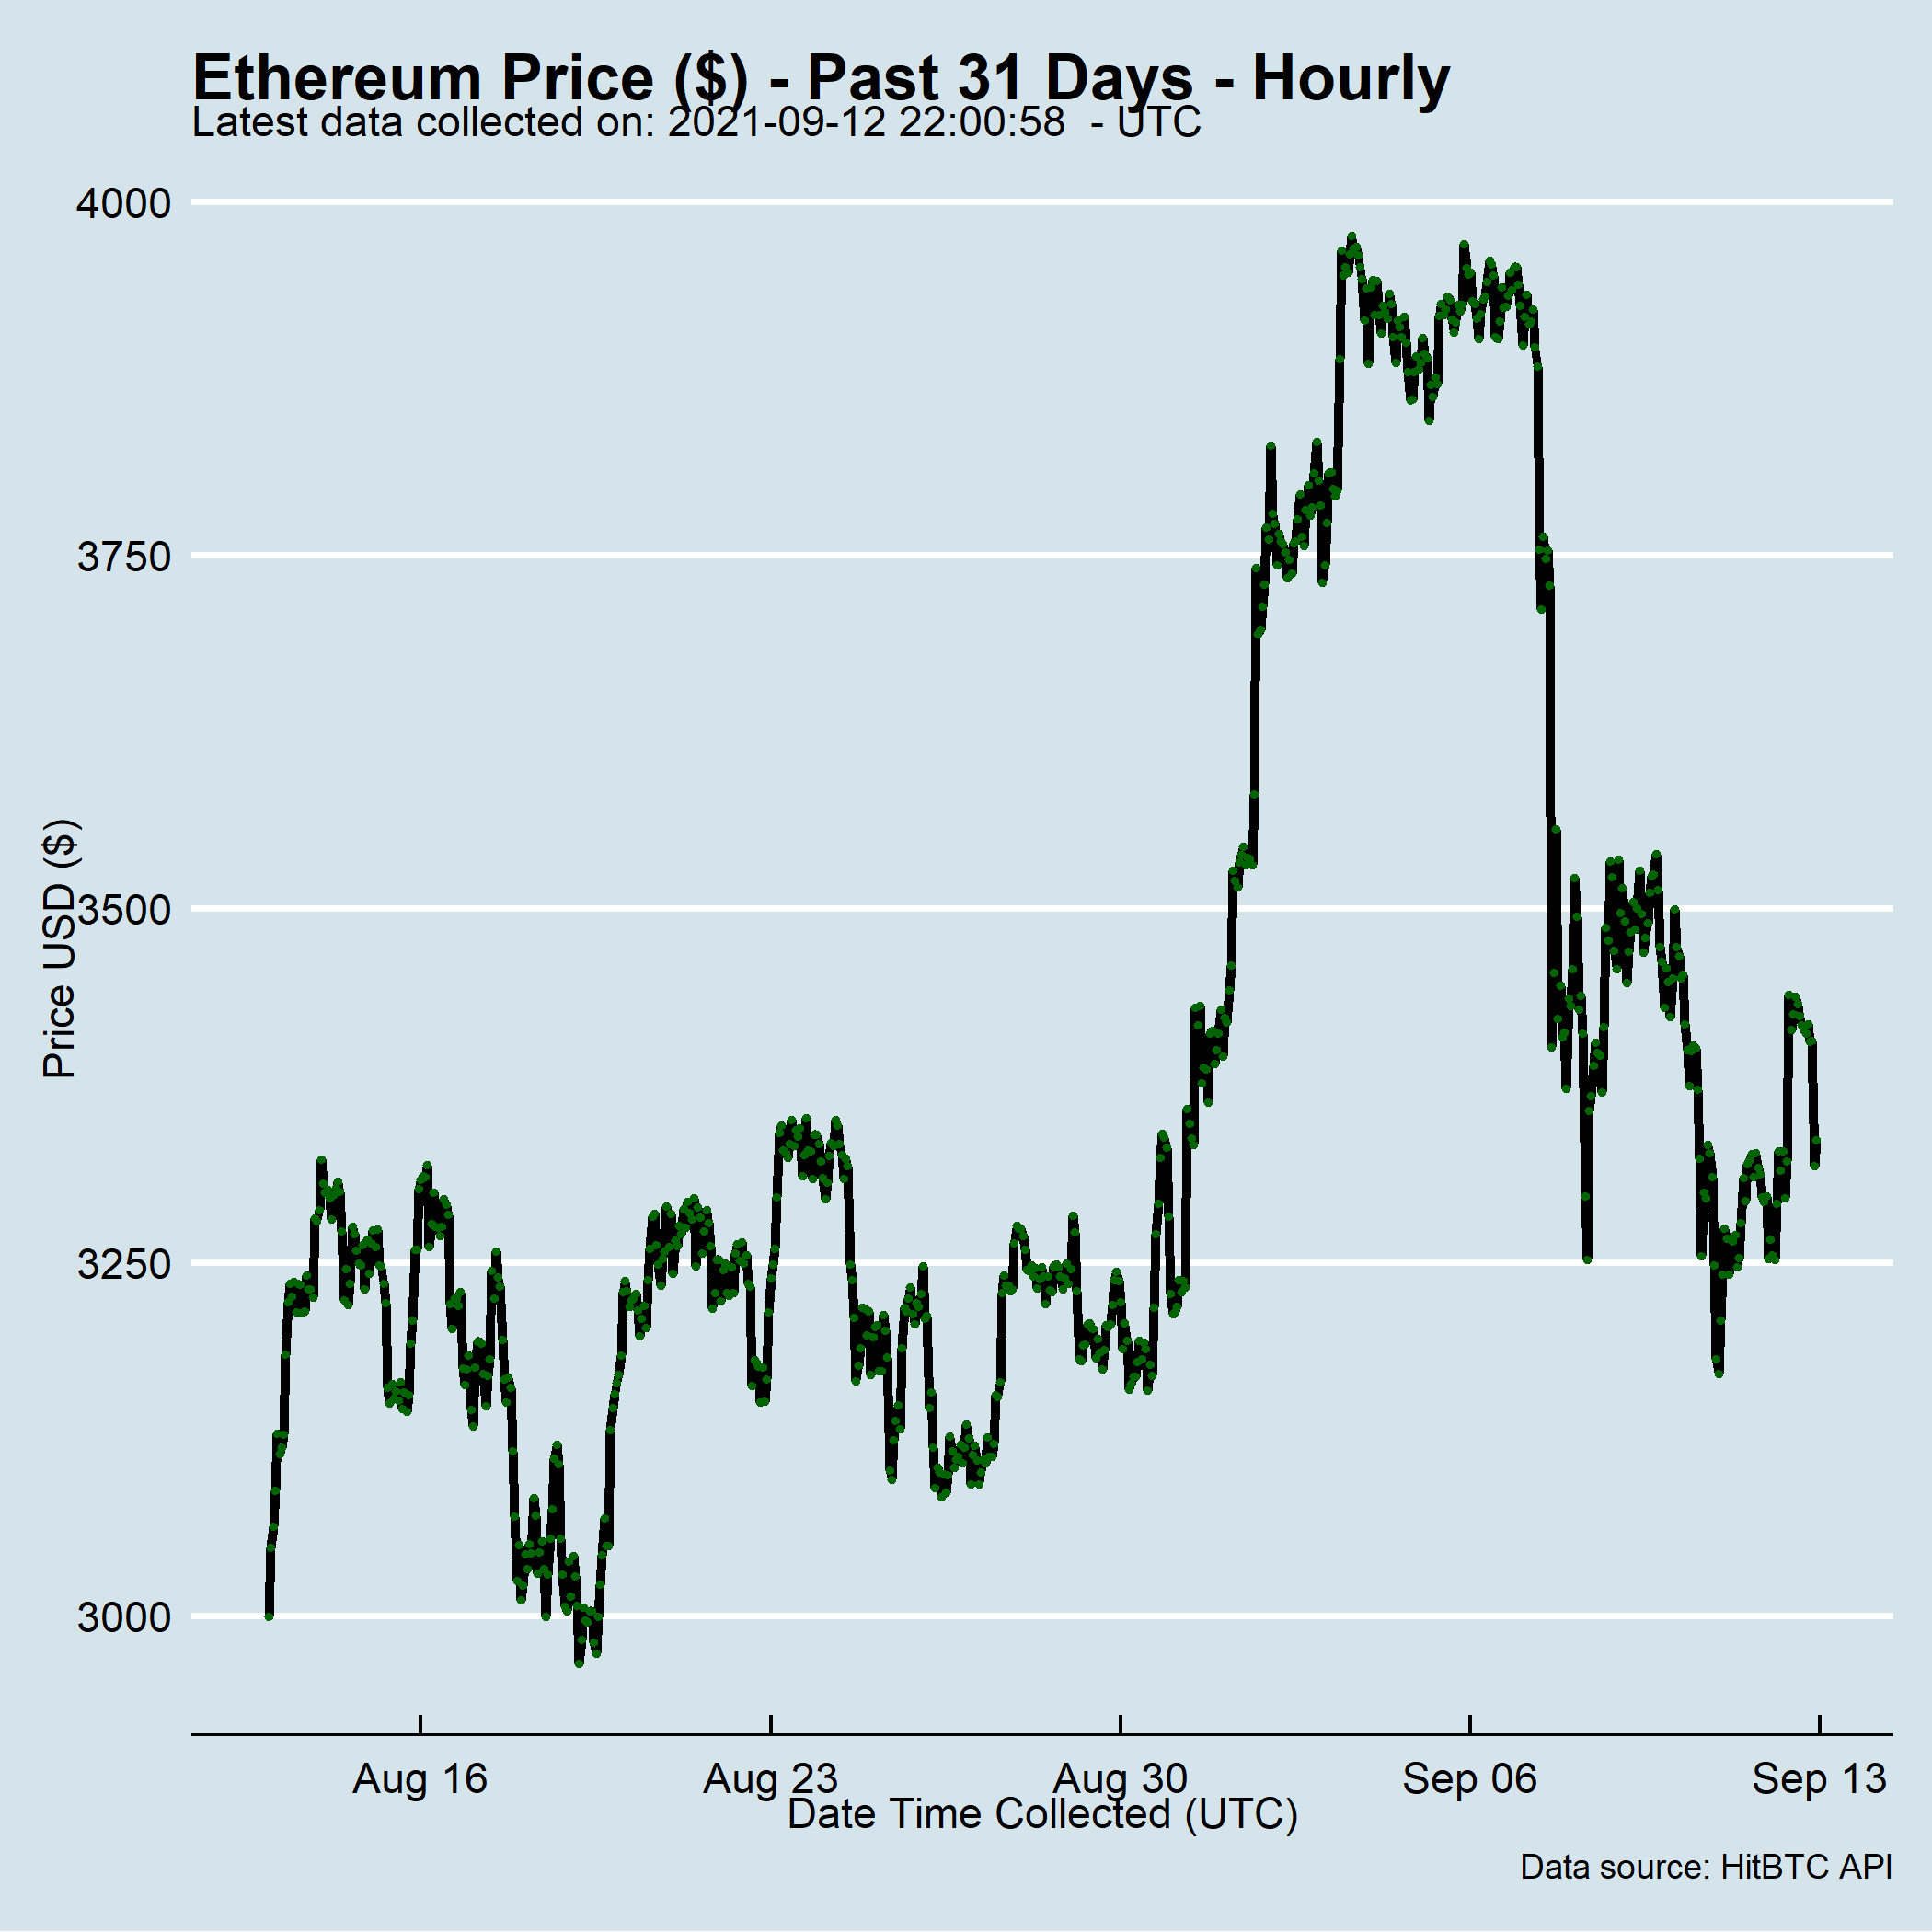 Ethereum Price ($) - Past 31 Days - Hourly
Latest data collected on: 2021-09-12 22:00:58  - UTC
4000
3750
3500
3250
3000
Price USD ($)
Aug 16
Aug 23
Aug 30
Sep 06
Sep 13
Date Time Collected (UTC)
Data source: HitBTC API